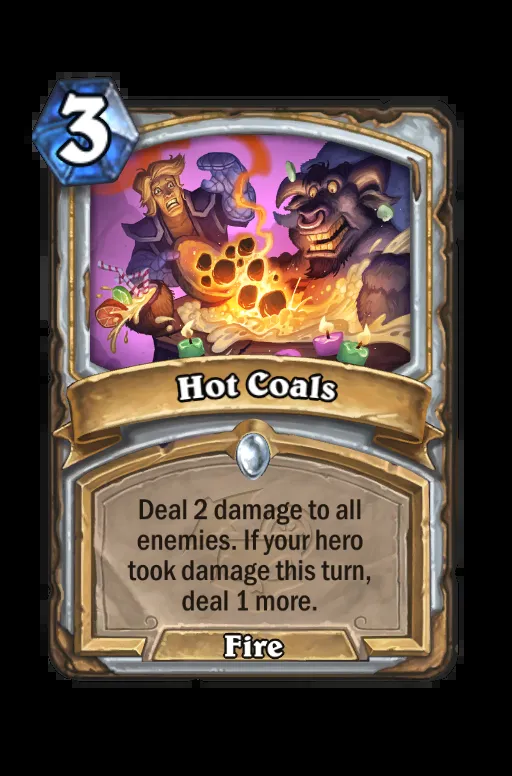 3
Hot Coals
Deal 2 damage to all
enemies. If your hero
took damage this turn,
deal 1 more.
Fire